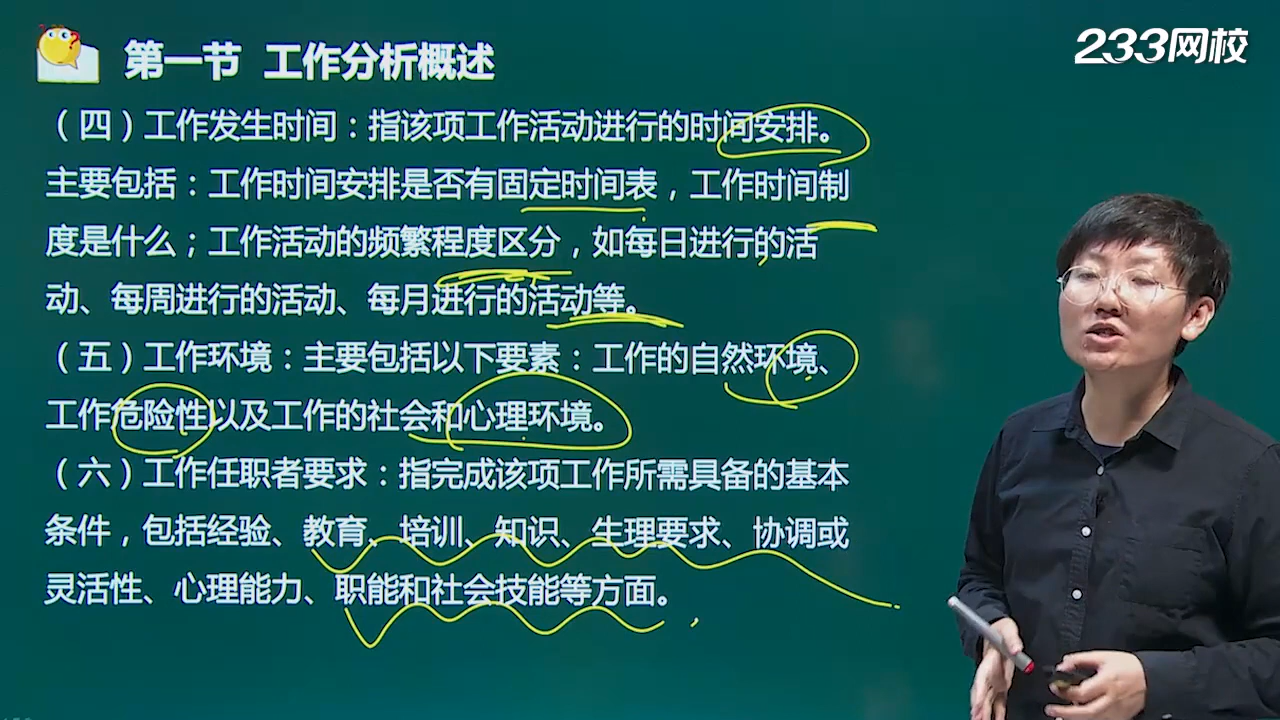 233网校
第一节 工作分析概述
（四）工作发生时间：指该项工作活动进行的时间安排。
主要包括：工作时间安排是否有固定时间表，工作时间制
度是什么；工作活动的频繁程度区分，如每日进行的活
动、每周进行的活动、每月进行的活动等。
（五）工作环境：主要包括以下要素：工作的自然环境、
工作危险性以及工作的社会和心理环境。
（六）工作任职者要求：指完成该项工作所需具备的基本
条件，包括经验、教育、培训、知识、生理要求、协调或
灵活性、心理能力、职能和社会技能等方面。